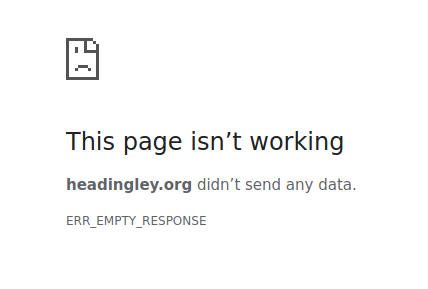 This page isn’t working
headingley.org didn’t send any data.
ERR_EMPTY_RESPONSE